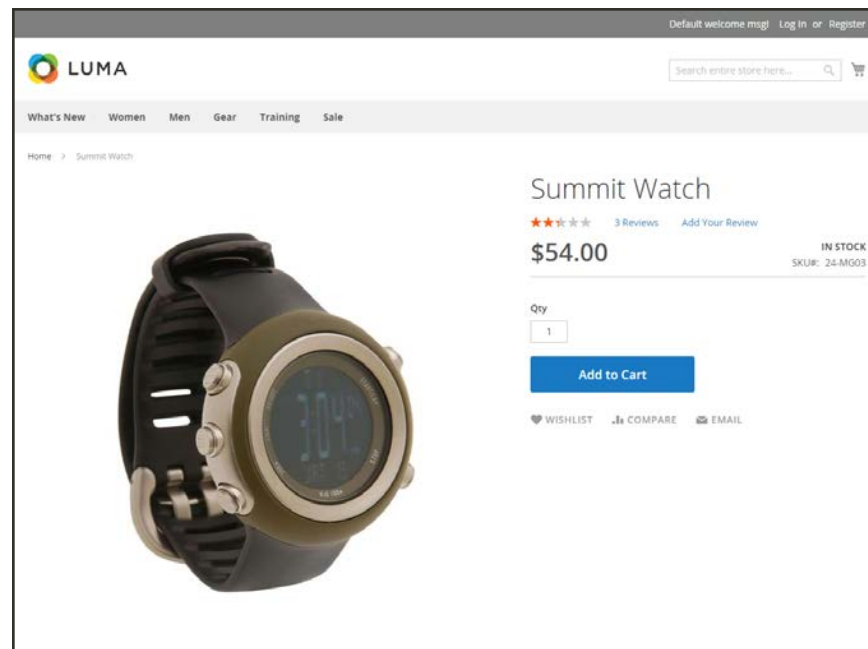 Default welcome msg! Log In or Register
LUMA
Search entire store here...
What's New Women Men Gear Training Sale
Home > Summit Watch
Summit Watch
3 Reviews Add Your Review
$54.00
IN STOCK
SKU#: 24-MG03
Qty
1
Add to Cart
WISHLIST COMPARE EMAIL
3:04